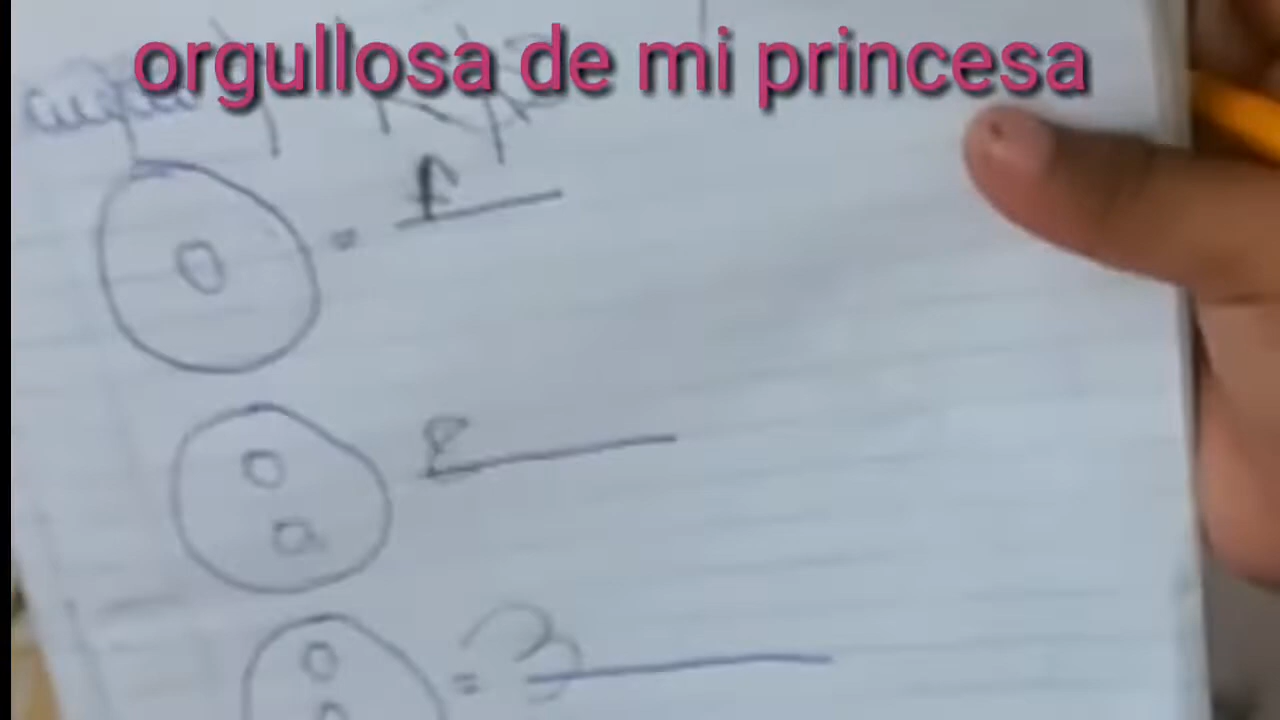 orgullosa de mi princesa
= 1
2
= 3